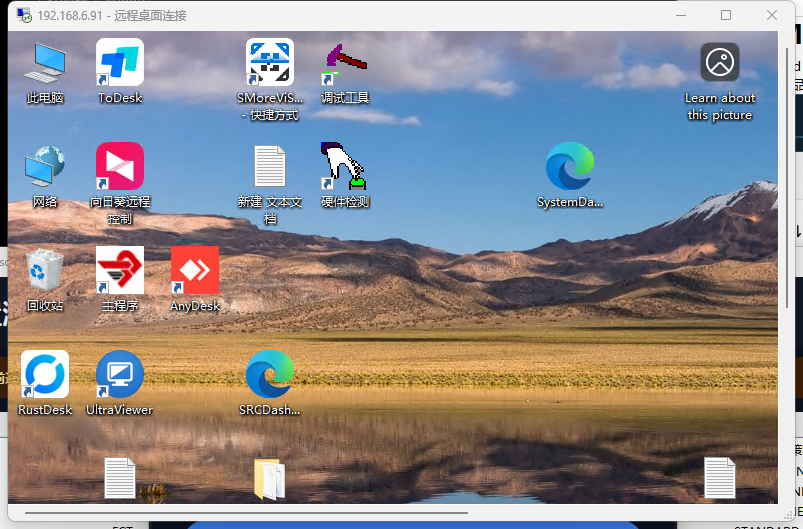 192.168.6.91 - 远程桌面连接
此电脑
ToDesk
SMoreViS...
- 快捷方式
调试工具
Learn about
this picture
网络
向日葵远程
控制
新建 文本文
档
硬件检测
SystemDa...
回收站
主程序
AnyDesk
RustDesk
UltraViewer
SRCDash...